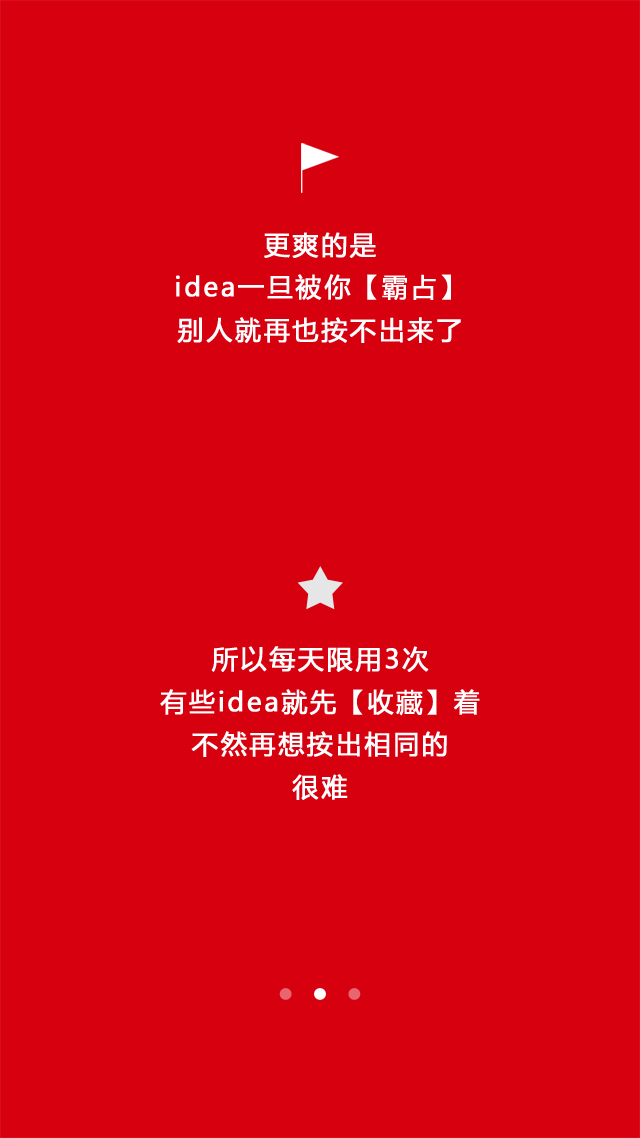 更爽的是
idea一旦被你【霸占】
别人就再也按不出来了
所以每天限用3次
有些idea就先【收藏】着
不然再想按出相同的
很难